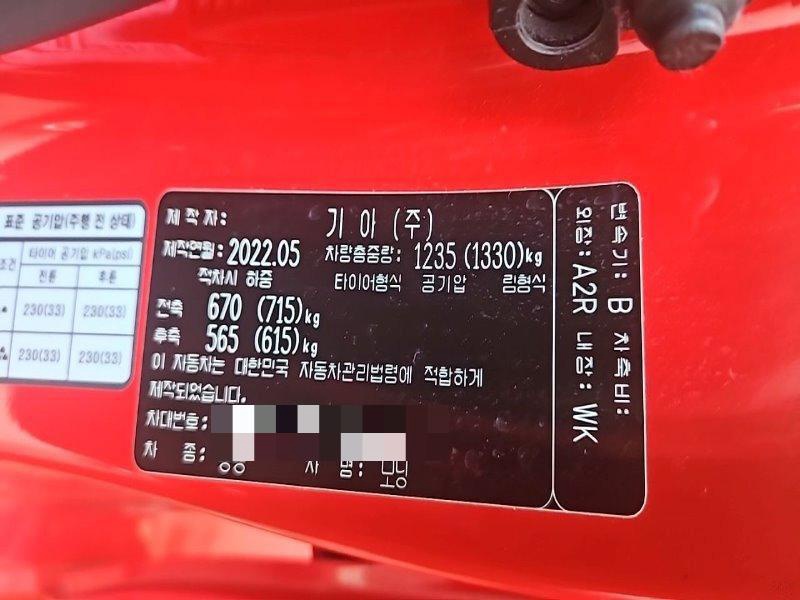 표준 공기압(주행 전 상태)
조건 타이어 공기압 kPa(psi)
전륜 후륜
230(33) 230(33)
230(33) 230(33)
제 작 자: 기 아 (주)
제작연월: 2022.05 차량총중량: 1235 (1330)kg
적차시 하중 타이어형식 공기압 림형식
전축 670 (715)kg
후축 565 (615)kg
이 자동차는 대한민국 자동차관리법령에 적합하게
제작되었습니다.
차대번호:
차 종: 차 명: 모닝
변속기: B 차축비:
외장: A2R 내장: WK